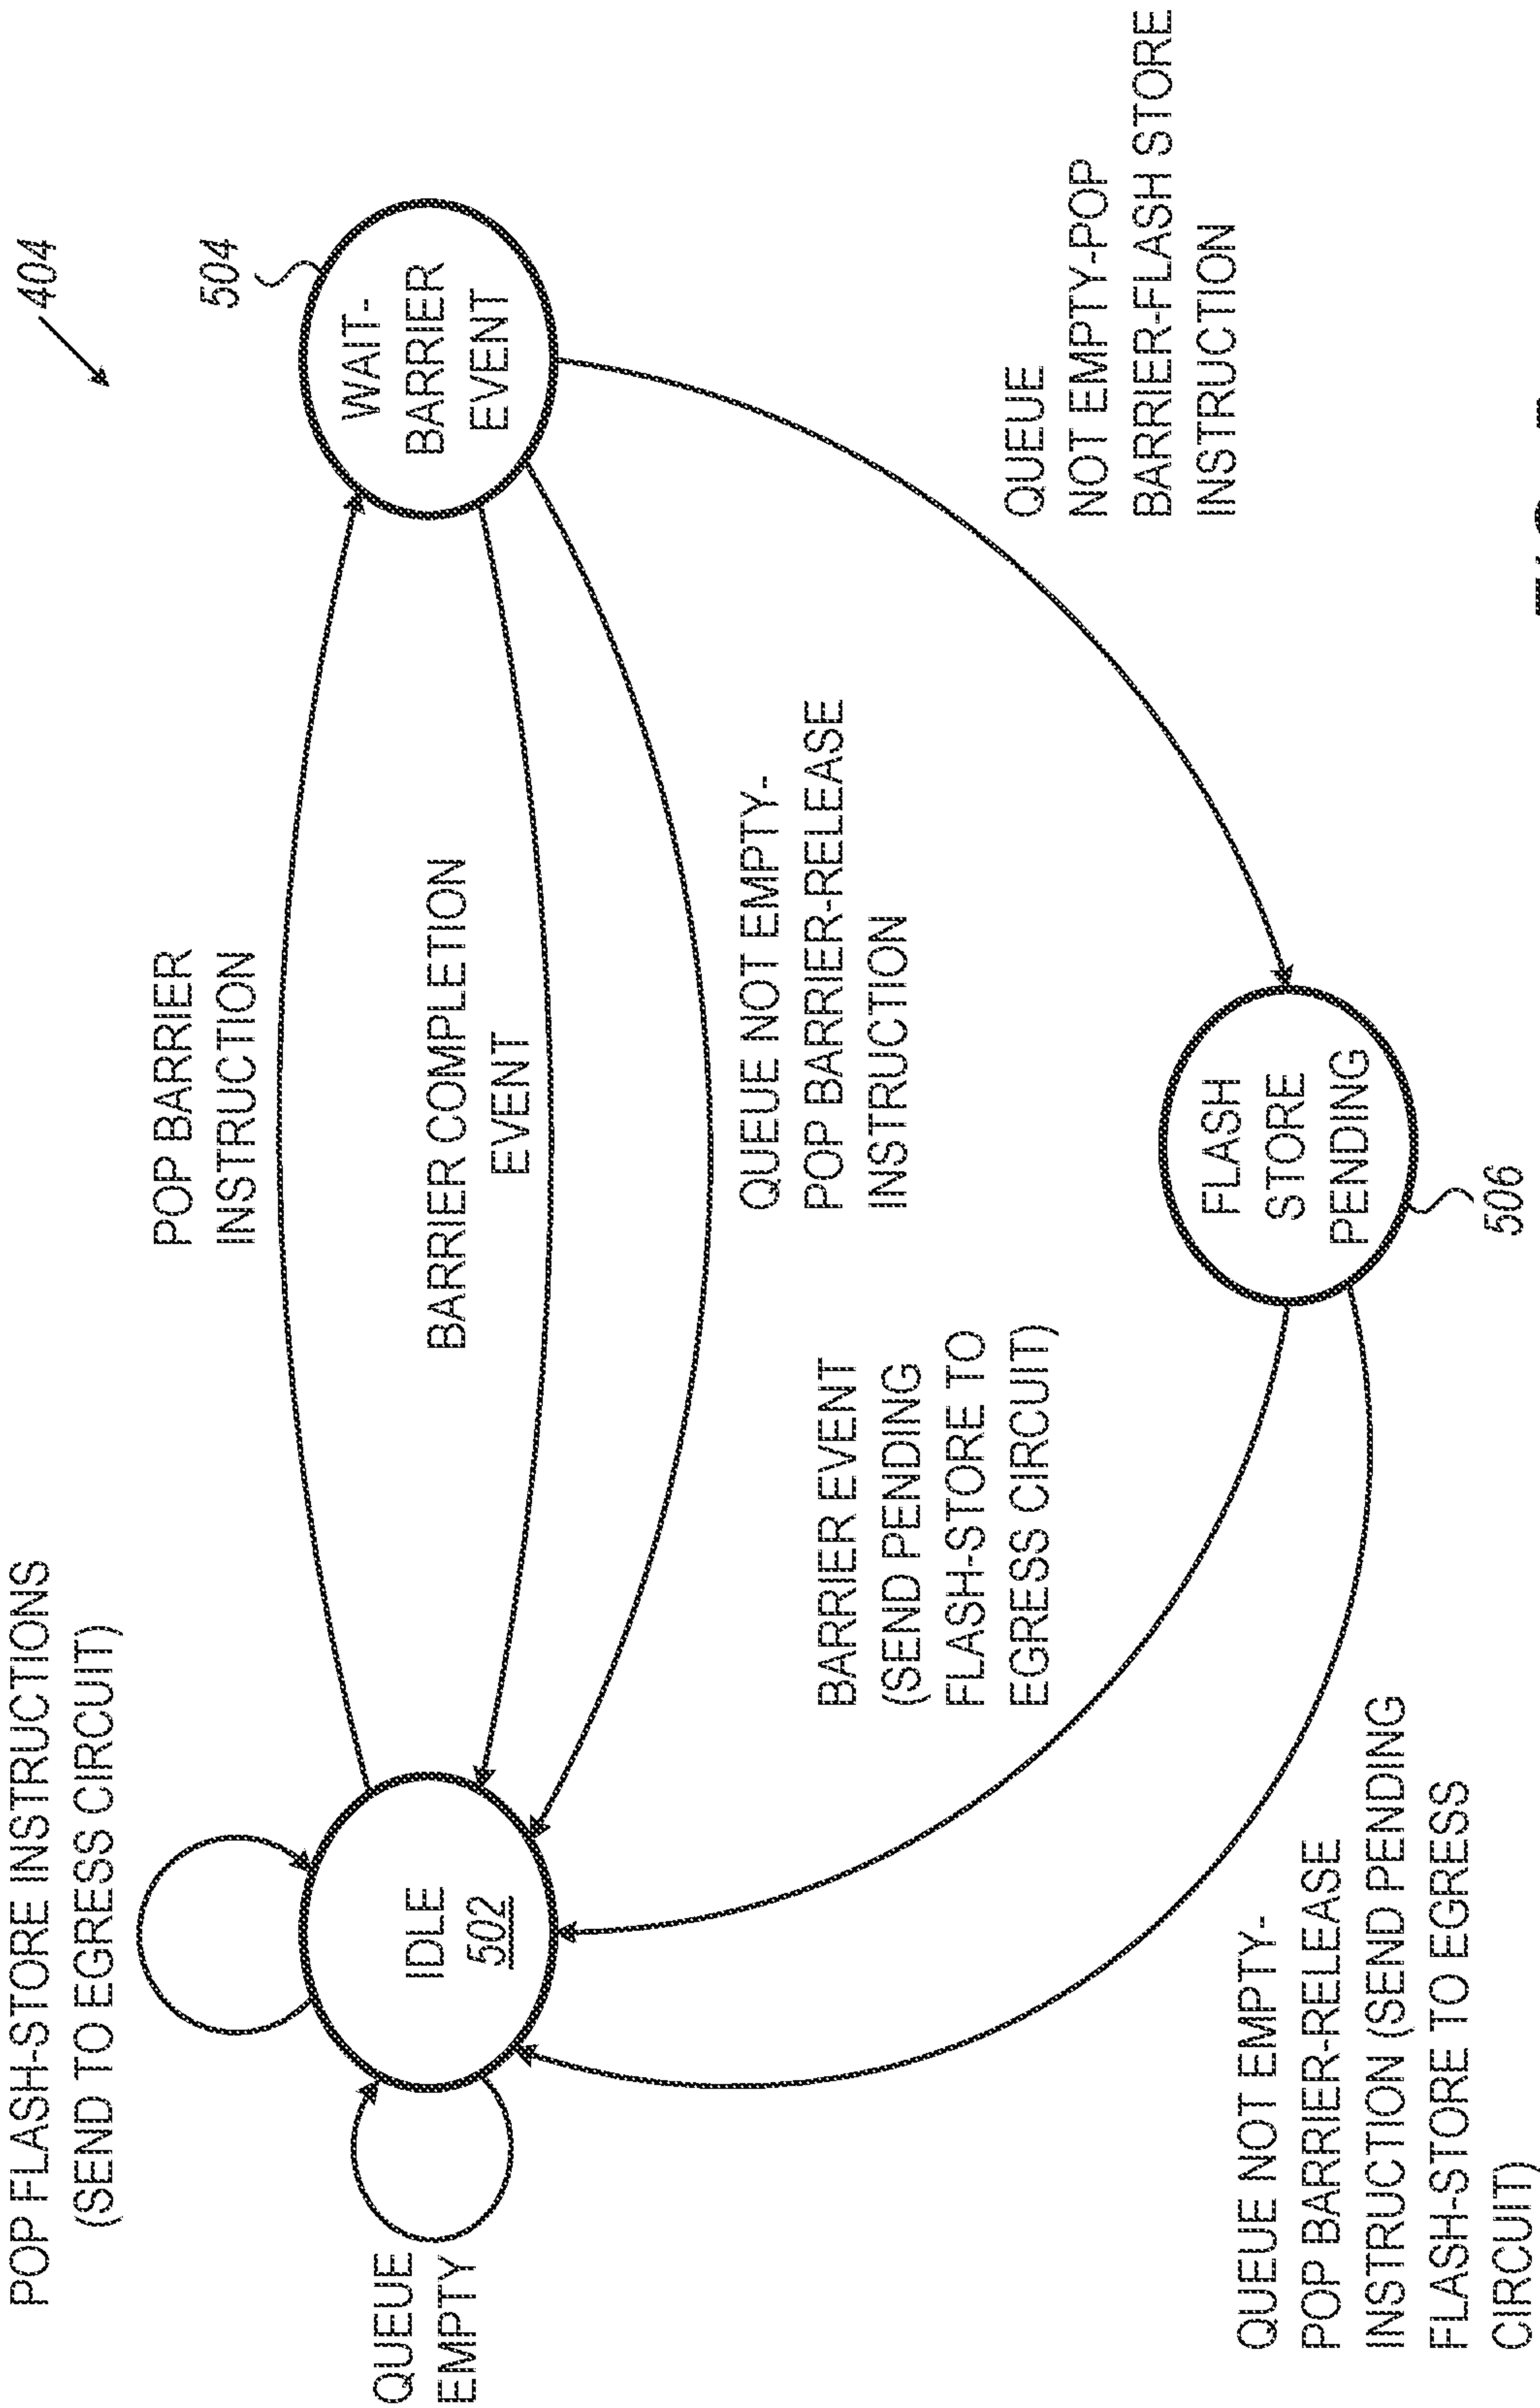 404
POP FLASH-STORE INSTRUCTIONS
(SEND TO EGRESS CIRCUIT)
504
POP BARRIER
INSTRUCTION
QUEUE
EMPTY
IDLE
502
WAIT-
BARRIER
EVENT
BARRIER COMPLETION
EVENT
QUEUE NOT EMPTY-
POP BARRIER-RELEASE
INSTRUCTION
BARRIER EVENT
(SEND PENDING
FLASH-STORE TO
EGRESS CIRCUIT)
QUEUE
NOT EMPTY-POP
BARRIER-FLASH STORE
INSTRUCTION
FLASH
STORE
PENDING
506
QUEUE NOT EMPTY-
POP BARRIER-RELEASE
INSTRUCTION (SEND PENDING
FLASH-STORE TO EGRESS
CIRCUIT)